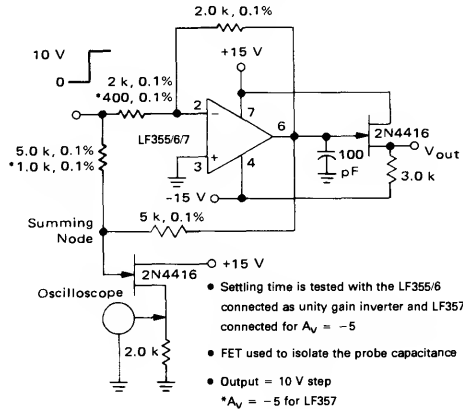 2.0 k, 0.1%
10 V
0
+15 V
2 k, 0.1%
*400, 0.1%
2
–
7
6
LF355/6/7
3
+
4
2N4416
Vout
100
pF
3.0 k
5.0 k, 0.1%
*1.0 k, 0.1%
-15 V
5 k, 0.1%
Summing
Node
+15 V
2N4416
Oscilloscope
2.0 k
• Settling time is tested with the LF355/6
connected as unity gain inverter and LF357
connected for AV = –5
• FET used to isolate the probe capacitance
• Output = 10 V step
*AV = –5 for LF357